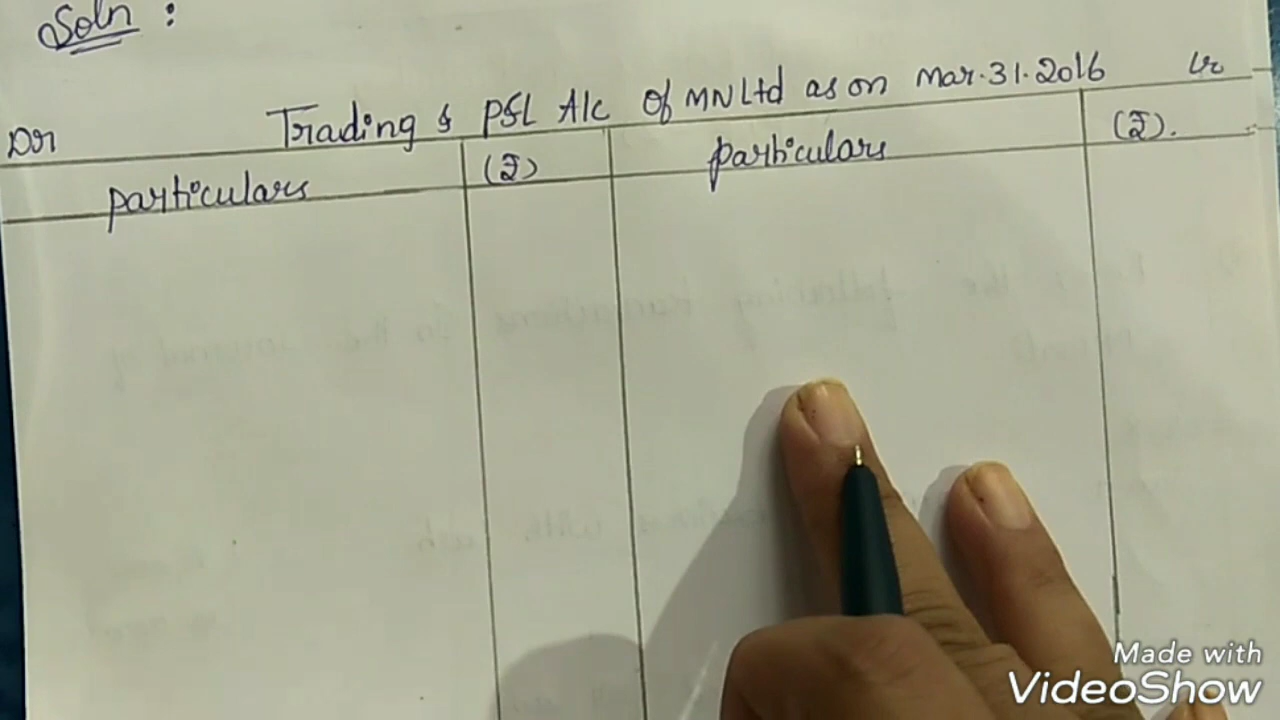 Soln :
Dr Trading & P&L A/c Of MN Ltd as on Mar.31.2016 Cr
particulars (₹) particulars (₹).
Made with
VideoShow